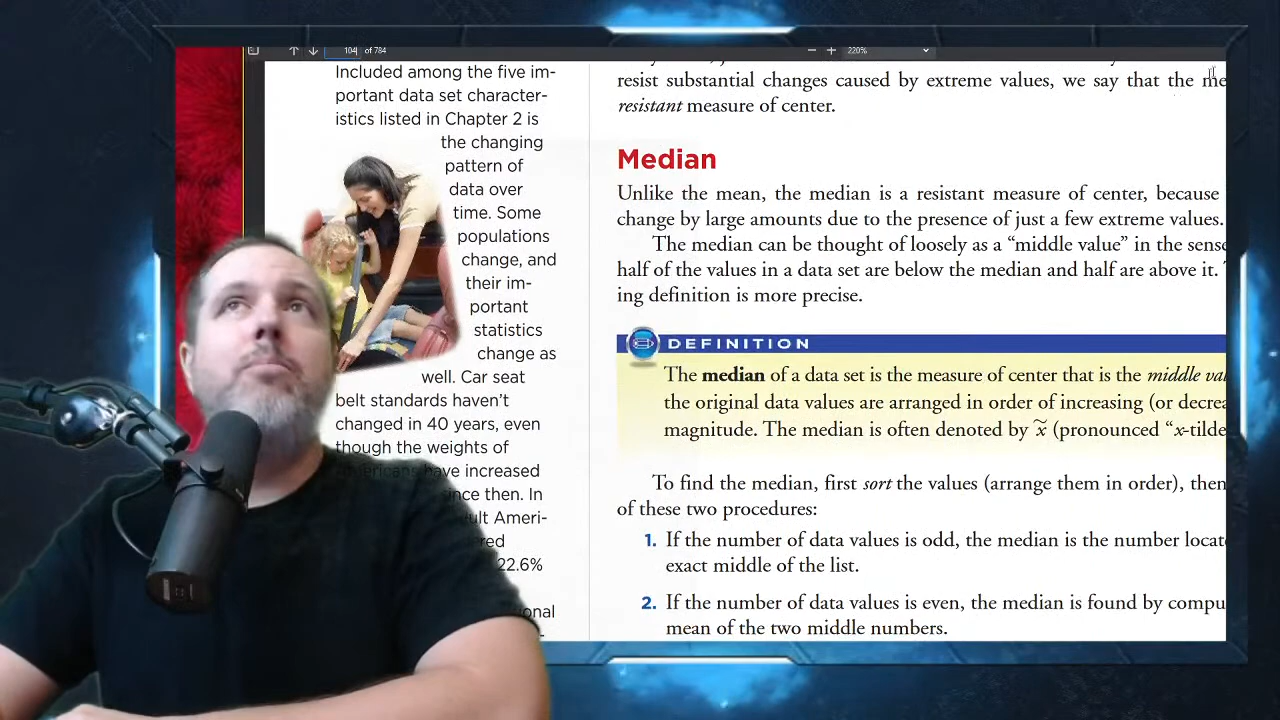 104 of 784
220%
Included among the five im-
portant data set character-
istics listed in Chapter 2 is
the changing
pattern of
data over
time. Some
populations
change, and
their im-
portant
statistics
change as
well. Car seat
belt standards haven't
changed in 40 years, even
though the weights of
Americans have increased
since then. In
ult Ameri-
red
22.6%
onal
resist substantial changes caused by extreme values, we say that the me
resistant measure of center.
Median
Unlike the mean, the median is a resistant measure of center, because
change by large amounts due to the presence of just a few extreme values.
The median can be thought of loosely as a “middle value” in the sense
half of the values in a data set are below the median and half are above it.
ing definition is more precise.
DEFINITION
The median of a data set is the measure of center that is the middle val
the original data values are arranged in order of increasing (or decrea
magnitude. The median is often denoted by x̃ (pronounced “x-tilde
To find the median, first sort the values (arrange them in order), then
of these two procedures:
1. If the number of data values is odd, the median is the number locat
exact middle of the list.
2. If the number of data values is even, the median is found by compu
mean of the two middle numbers.